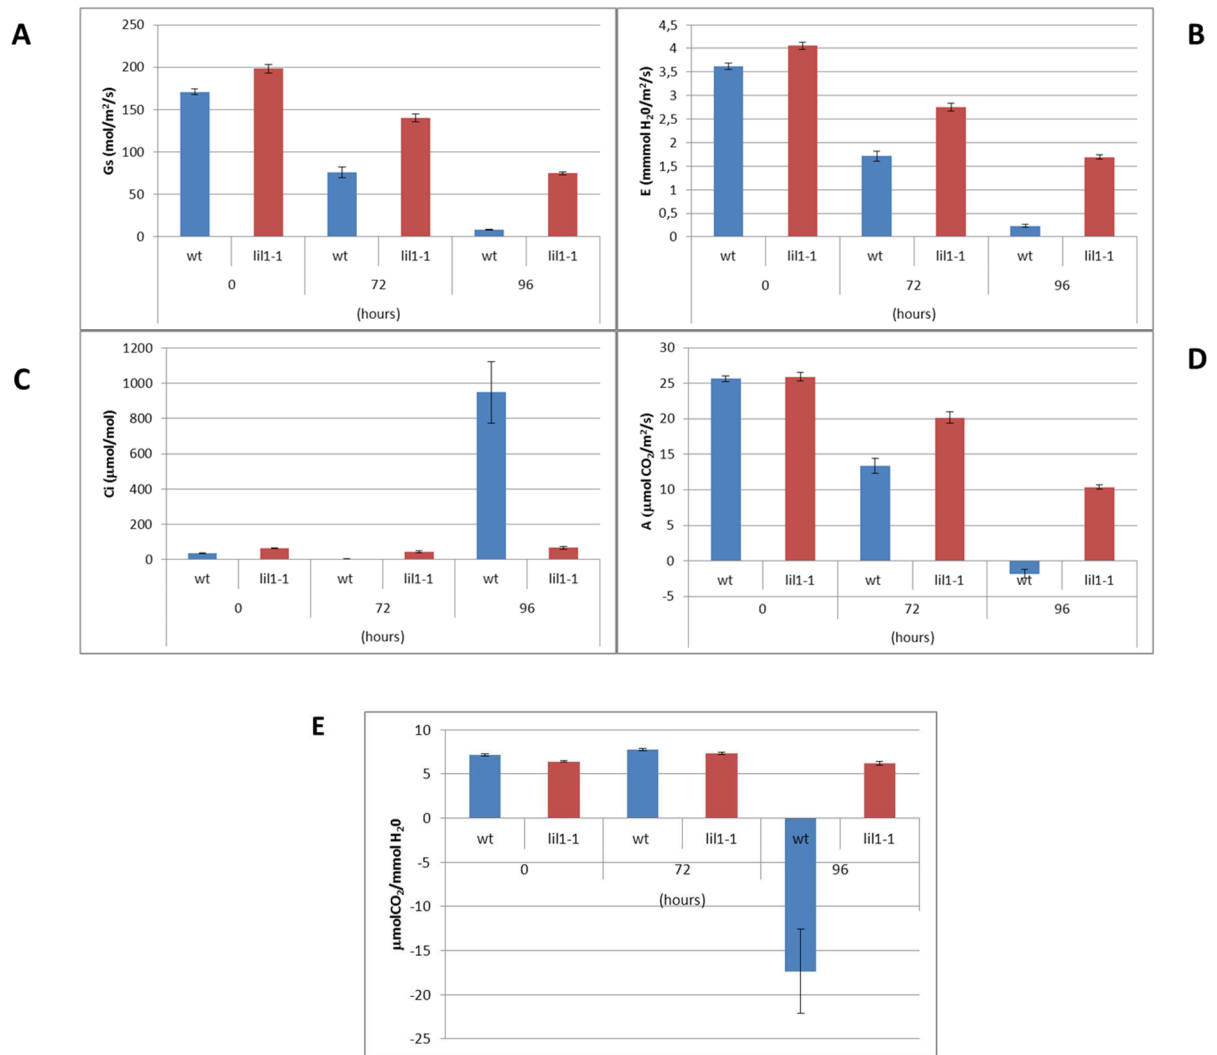 A
Gs (mol/m²/s)
250
200
150
100
50
0
wt lil1-1 wt lil1-1 wt lil1-1
0 72 96
(hours)
B
E (mmmol H₂0/m²/s)
4,5
4
3,5
3
2,5
2
1,5
1
0,5
0
wt lil1-1 wt lil1-1 wt lil1-1
0 72 96
(hours)
C
Ci (μmol/mol)
1200
1000
800
600
400
200
0
wt lil1-1 wt lil1-1 wt lil1-1
0 72 96
(hours)
D
A (μmol CO₂/m²/s)
30
25
20
15
10
5
0
-5
wt lil1-1 wt lil1-1 wt lil1-1
0 72 96
(hours)
E
μmolCO₂/mmol H₂0
10
5
0
-5
-10
-15
-20
-25
wt lil1-1 wt lil1-1 wt lil1-1
0 72 96
(hours)